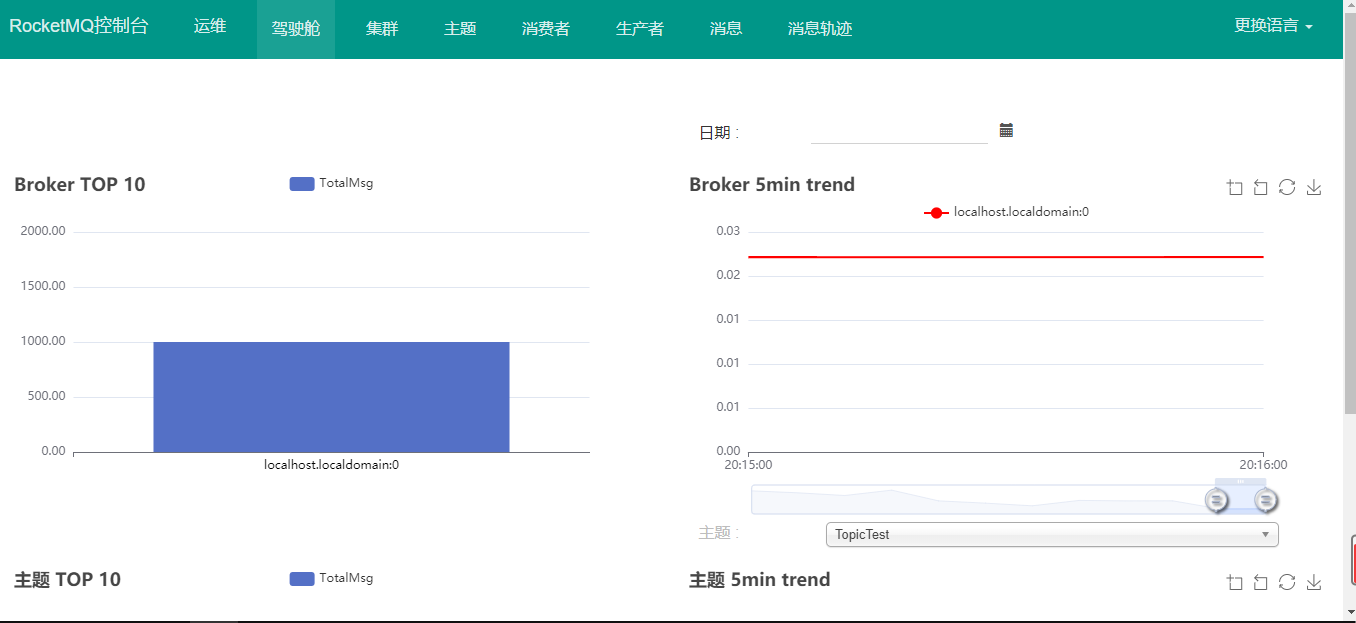 RocketMQ控制台 运维 驾驶舱 集群 主题 消费者 生产者 消息 消息轨迹 更换语言
日期 :
Broker TOP 10
TotalMsg
2000.00
1500.00
1000.00
500.00
0.00
localhost.localdomain:0
Broker 5min trend
localhost.localdomain:0
0.03
0.02
0.01
0.01
0.01
0.00
20:15:00 20:16:00
主题 :
TopicTest
主题 TOP 10
TotalMsg
主题 5min trend